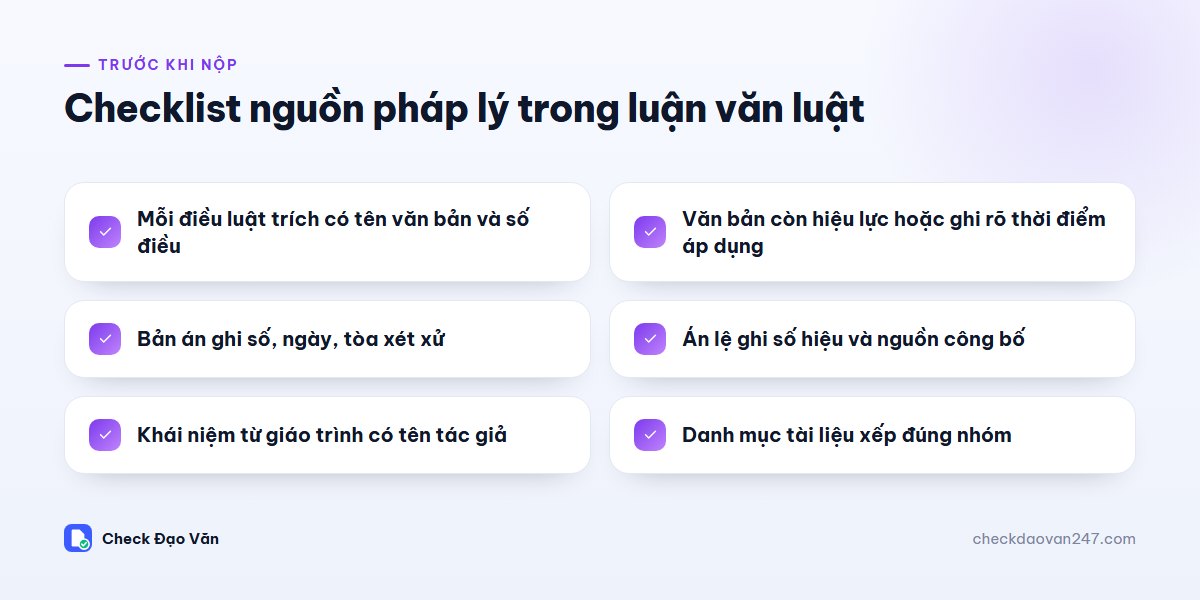 TRƯỚC KHI NỘP
Checklist nguồn pháp lý trong luận văn luật
Mỗi điều luật trích có tên văn bản và số
điều
Văn bản còn hiệu lực hoặc ghi rõ thời điểm
áp dụng
Bản án ghi số, ngày, tòa xét xử
Án lệ ghi số hiệu và nguồn công bố
Khái niệm từ giáo trình có tên tác giả
Danh mục tài liệu xếp đúng nhóm
Check Đạo Văn
checkdaovan247.com